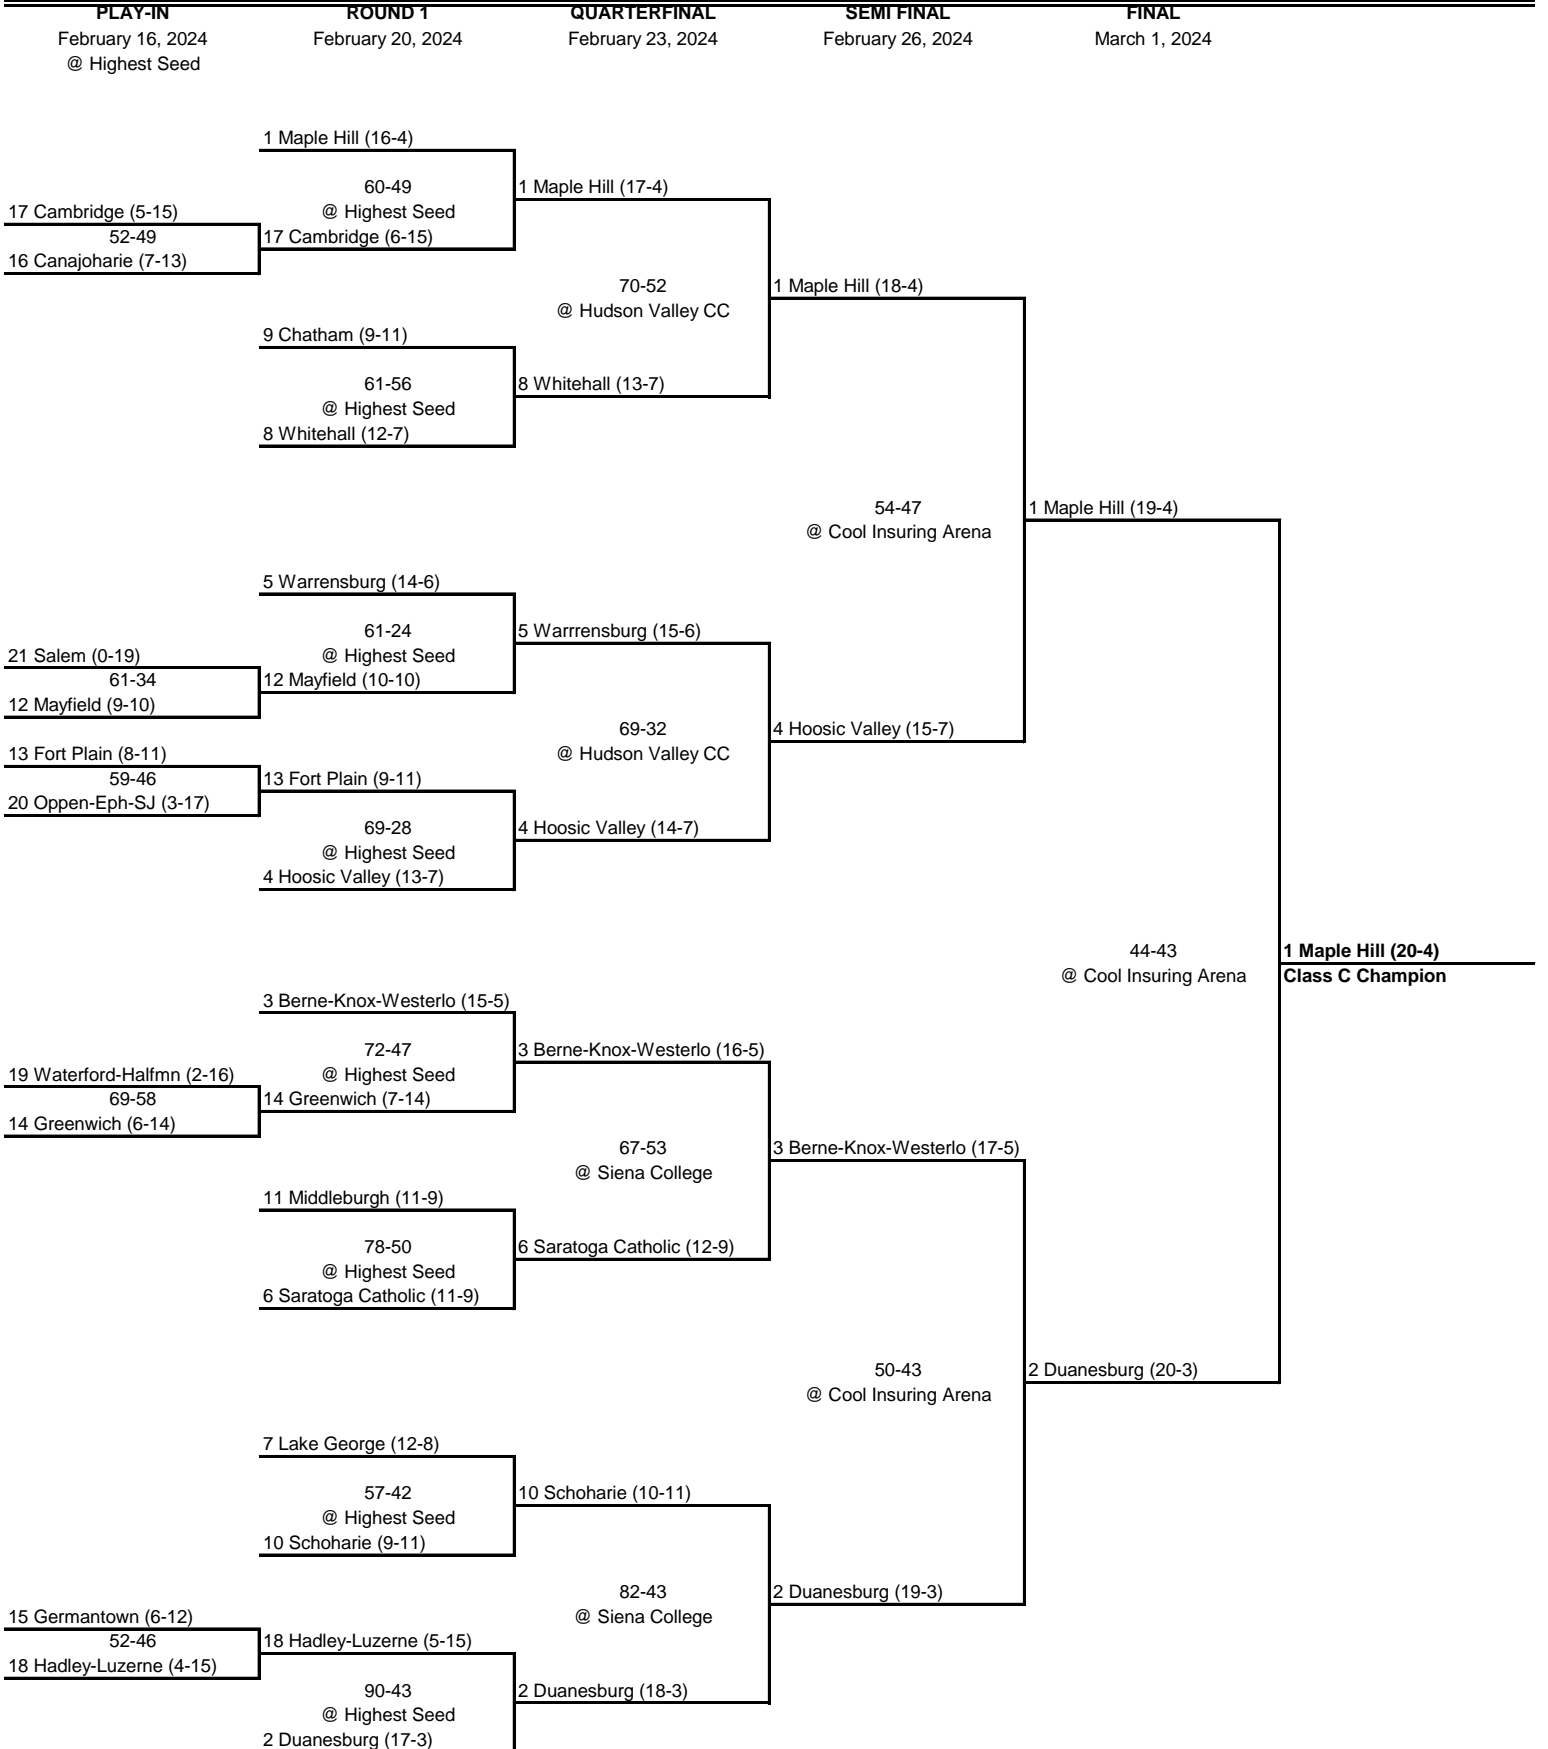 PLAY-IN ROUND 1 QUARTERFINAL SEMI FINAL FINAL
February 16, 2024 February 20, 2024 February 23, 2024 February 26, 2024 March 1, 2024
@ Highest Seed
1 Maple Hill (16-4)
60-49 1 Maple Hill (17-4)
17 Cambridge (5-15) @ Highest Seed
52-49 17 Cambridge (6-15)
16 Canajoharie (7-13)
70-52 1 Maple Hill (18-4)
@ Hudson Valley CC
9 Chatham (9-11)
61-56 8 Whitehall (13-7)
@ Highest Seed
8 Whitehall (12-7)
54-47 1 Maple Hill (19-4)
@ Cool Insuring Arena
5 Warrensburg (14-6)
61-24 5 Warrrensburg (15-6)
21 Salem (0-19) @ Highest Seed
61-34 12 Mayfield (10-10)
12 Mayfield (9-10)
69-32 4 Hoosic Valley (15-7)
13 Fort Plain (8-11) @ Hudson Valley CC
59-46 13 Fort Plain (9-11)
20 Oppen-Eph-SJ (3-17)
69-28 4 Hoosic Valley (14-7)
@ Highest Seed
4 Hoosic Valley (13-7)
44-43 1 Maple Hill (20-4)
@ Cool Insuring Arena Class C Champion
3 Berne-Knox-Westerlo (15-5)
72-47 3 Berne-Knox-Westerlo (16-5)
19 Waterford-Halfmn (2-16) @ Highest Seed
69-58 14 Greenwich (7-14)
14 Greenwich (6-14)
67-53 3 Berne-Knox-Westerlo (17-5)
@ Siena College
11 Middleburgh (11-9)
78-50 6 Saratoga Catholic (12-9)
@ Highest Seed
6 Saratoga Catholic (11-9)
50-43 2 Duanesburg (20-3)
@ Cool Insuring Arena
7 Lake George (12-8)
57-42 10 Schoharie (10-11)
@ Highest Seed
10 Schoharie (9-11)
82-43 2 Duanesburg (19-3)
15 Germantown (6-12) @ Siena College
52-46 18 Hadley-Luzerne (5-15)
18 Hadley-Luzerne (4-15)
90-43 2 Duanesburg (18-3)
@ Highest Seed
2 Duanesburg (17-3)